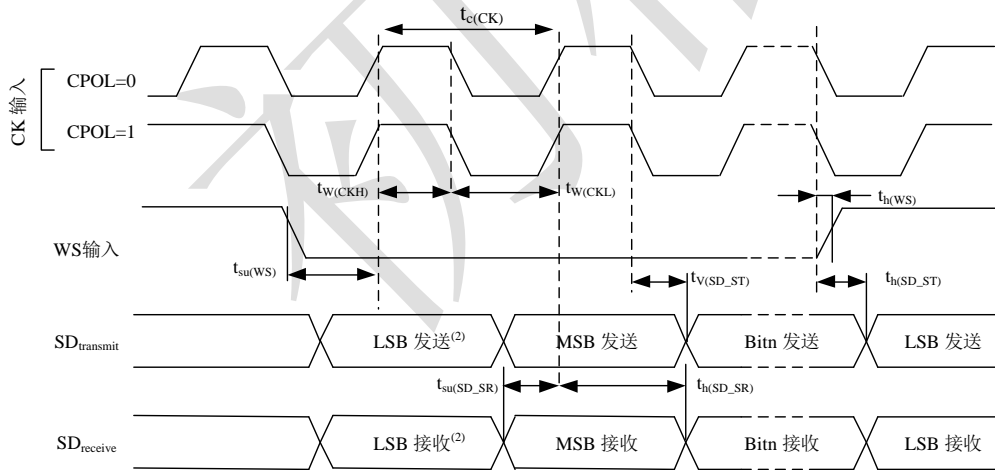 t_c(CK)
CK 输入
CPOL=0
CPOL=1
t_W(CKH)
t_W(CKL)
t_h(WS)
WS输入
t_su(WS)
t_V(SD_ST)
t_h(SD_ST)
SD_transmit
LSB 发送(2)
MSB 发送
Bitn 发送
LSB 发送
t_su(SD_SR)
t_h(SD_SR)
SD_receive
LSB 接收(2)
MSB 接收
Bitn 接收
LSB 接收